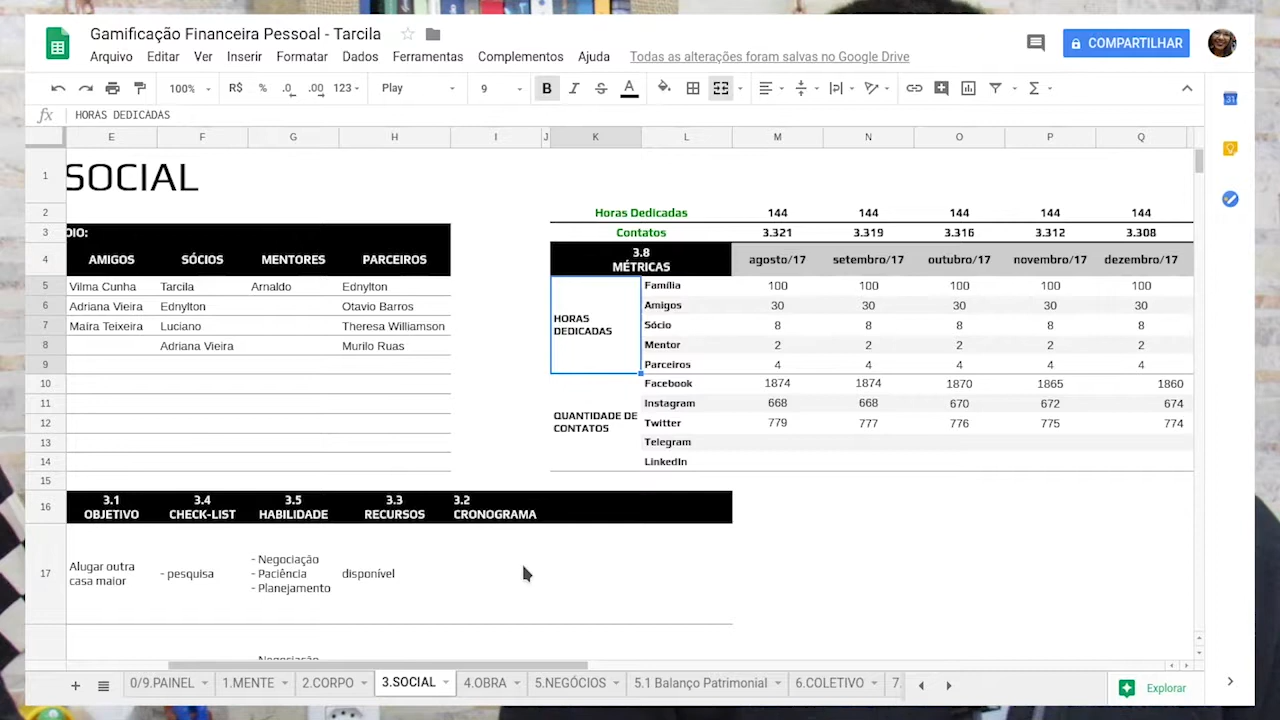 Gamificação Financeira Pessoal - Tarcila
COMPARTILHAR
Arquivo Editar Ver Inserir Formatar Dados Ferramentas Complementos Ajuda Todas as alterações foram salvas no Google Drive
100% R$ % .0 .00 123 Play 9 B I S A
fx HORAS DEDICADAS
E F G H I J K L M N O P Q
1 SOCIAL
2 Horas Dedicadas 144 144 144 144 144
3 DIO: Contatos 3.321 3.319 3.316 3.312 3.308
4 AMIGOS SÓCIOS MENTORES PARCEIROS 3.8 MÉTRICAS agosto/17 setembro/17 outubro/17 novembro/17 dezembro/17
5 Vilma Cunha Tarcila Arnaldo Ednylton Família 100 100 100 100 100
6 Adriana Vieira Ednylton Otavio Barros Amigos 30 30 30 30 30
HORAS DEDICADAS
7 Maíra Teixeira Luciano Theresa Williamson Sócio 8 8 8 8 8
8 Adriana Vieira Murilo Ruas Mentor 2 2 2 2 2
9 Parceiros 4 4 4 4 4
10 Facebook 1874 1874 1870 1865 1860
11 Instagram 668 668 670 672 674
QUANTIDADE DE CONTATOS
12 Twitter 779 777 776 775 774
13 Telegram
14 LinkedIn
15
16 3.1 OBJETIVO 3.4 CHECK-LIST 3.5 HABILIDADE 3.3 RECURSOS 3.2 CRONOGRAMA
- Negociação
17 Alugar outra casa maior - pesquisa - Paciência disponível
- Planejamento
Negociação
0/9.PAINEL 1.MENTE 2.CORPO 3.SOCIAL 4.OBRA 5.NEGÓCIOS 5.1 Balanço Patrimonial 6.COLETIVO 7. Explorar